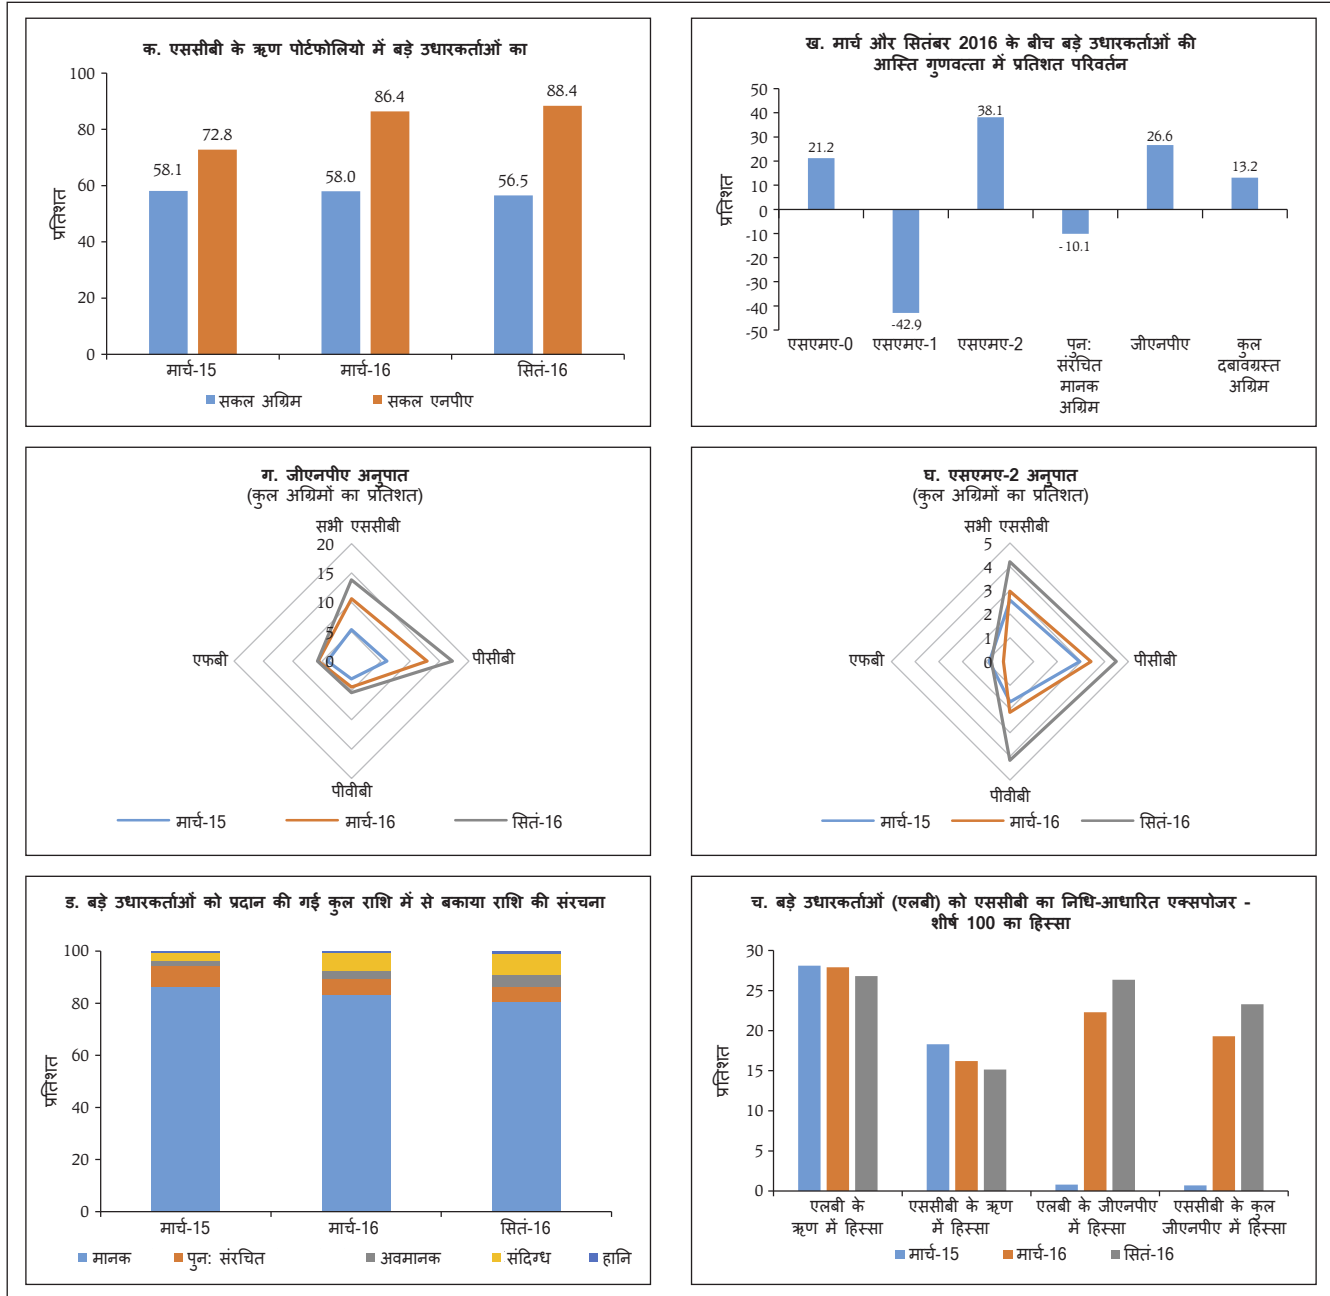 क. एससीबी के ऋण पोर्टफोलियो में बड़े उधारकर्ताओं का
प्रतिशत
100
80
60
40
20
0
58.1
72.8
58.0
86.4
56.5
88.4
मार्च-15
मार्च-16
सितं-16
सकल अग्रिम
सकल एनपीए
ख. मार्च और सितंबर 2016 के बीच बड़े उधारकर्ताओं की
आस्ति गुणवत्ता में प्रतिशत परिवर्तन
प्रतिशत
50
40
30
20
10
0
-10
-20
-30
-40
-50
21.2
-42.9
38.1
-10.1
26.6
13.2
एसएमए-0
एसएमए-1
एसएमए-2
पुन:
संरचित
मानक
अग्रिम
जीएनपीए
कुल
दबावग्रस्त
अग्रिम
ग. जीएनपीए अनुपात
(कुल अग्रिमों का प्रतिशत)
सभी एससीबी
20
15
10
5
0
एफबी
पीसीबी
पीवीबी
मार्च-15
मार्च-16
सितं-16
घ. एसएमए-2 अनुपात
(कुल अग्रिमों का प्रतिशत)
सभी एससीबी
5
4
3
2
1
0
एफबी
पीसीबी
पीवीबी
मार्च-15
मार्च-16
सितं-16
ड. बड़े उधारकर्ताओं को प्रदान की गई कुल राशि में से बकाया राशि की संरचना
प्रतिशत
100
80
60
40
20
0
मार्च-15
मार्च-16
सितं-16
मानक
पुन: संरचित
अवमानक
संदिग्ध
हानि
च. बड़े उधारकर्ताओं (एलबी) को एससीबी का निधि-आधारित एक्सपोजर -
शीर्ष 100 का हिस्सा
प्रतिशत
30
25
20
15
10
5
0
एलबी के
ऋण में हिस्सा
एससीबी के ऋण
में हिस्सा
एलबी के जीएनपीए
में हिस्सा
एससीबी के कुल
जीएनपीए में हिस्सा
मार्च-15
मार्च-16
सितं-16